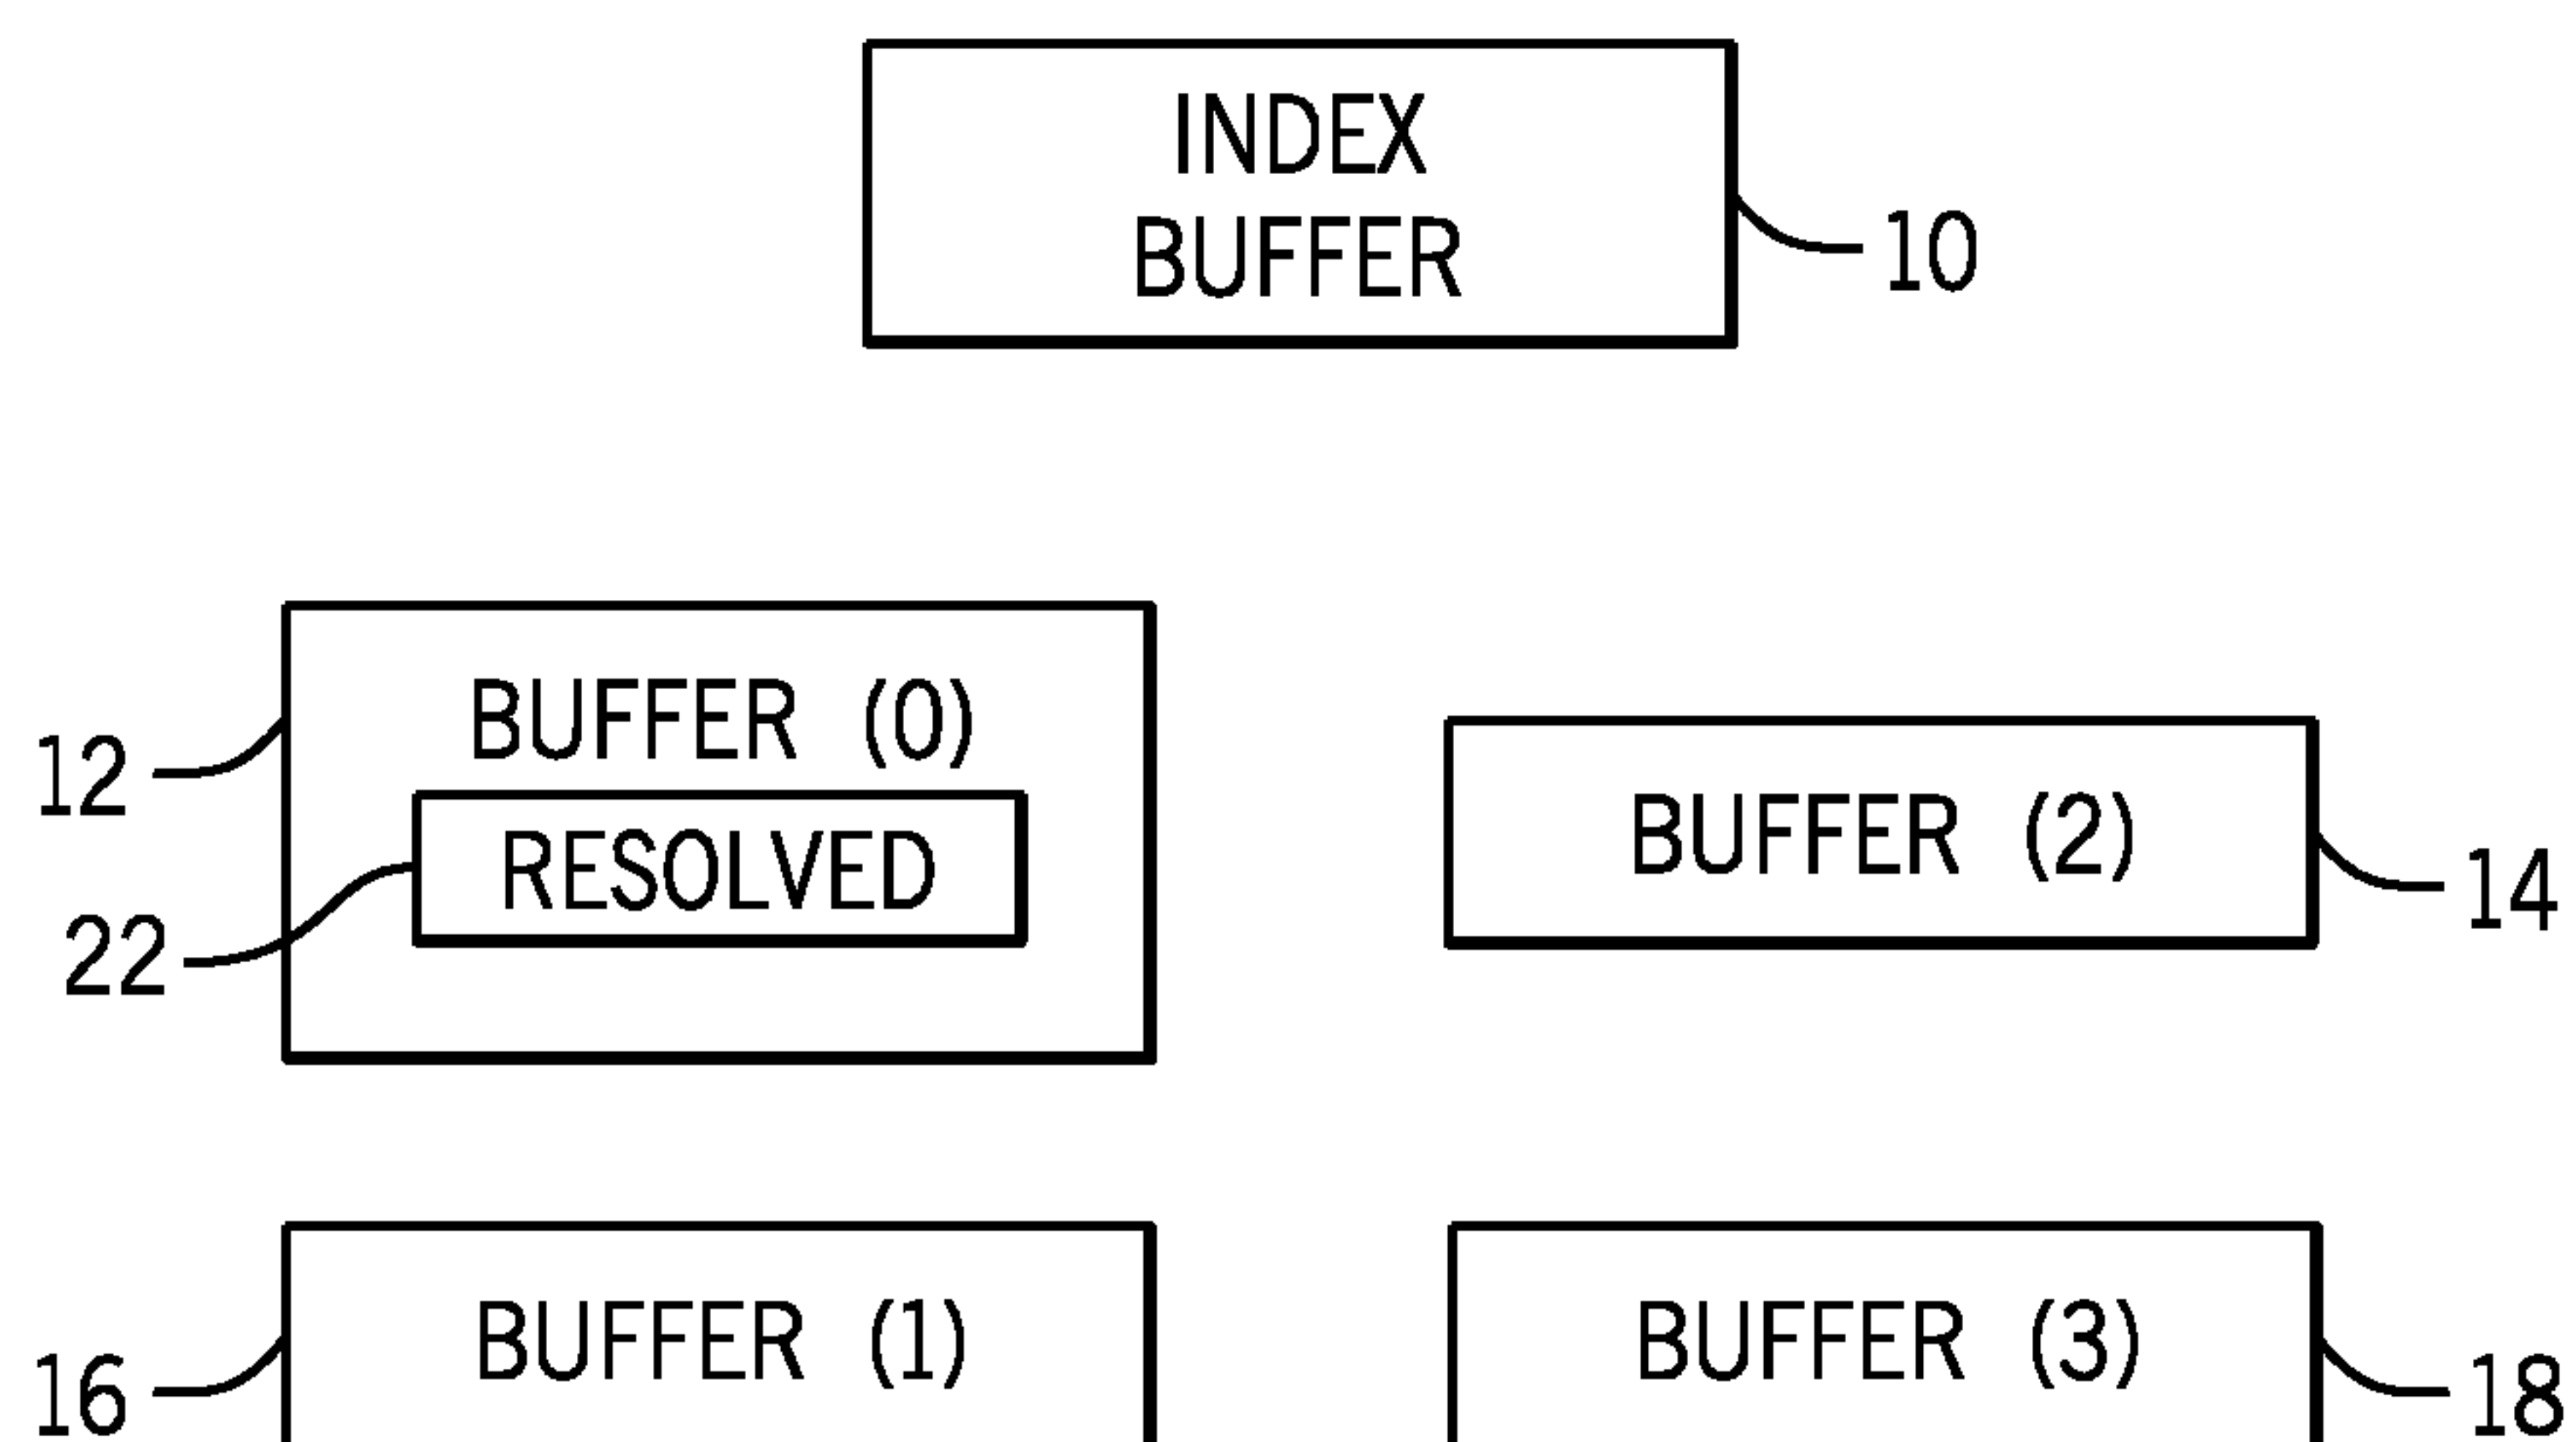 INDEX
BUFFER
10
BUFFER (0)
12
RESOLVED
22
BUFFER (2)
14
BUFFER (1)
16
BUFFER (3)
18